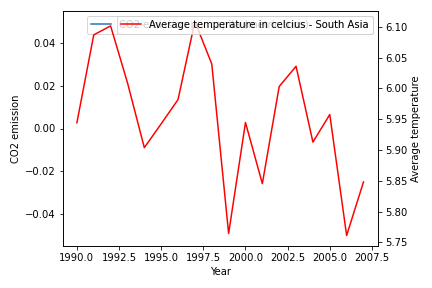 CO2 e
Average temperature in celcius - South Asia
0.04
0.02
0.00
−0.02
−0.04
CO2 emission
6.10
6.05
6.00
5.95
5.90
5.85
5.80
5.75
Average temperature
1990.0 1992.5 1995.0 1997.5 2000.0 2002.5 2005.0 2007.5
Year